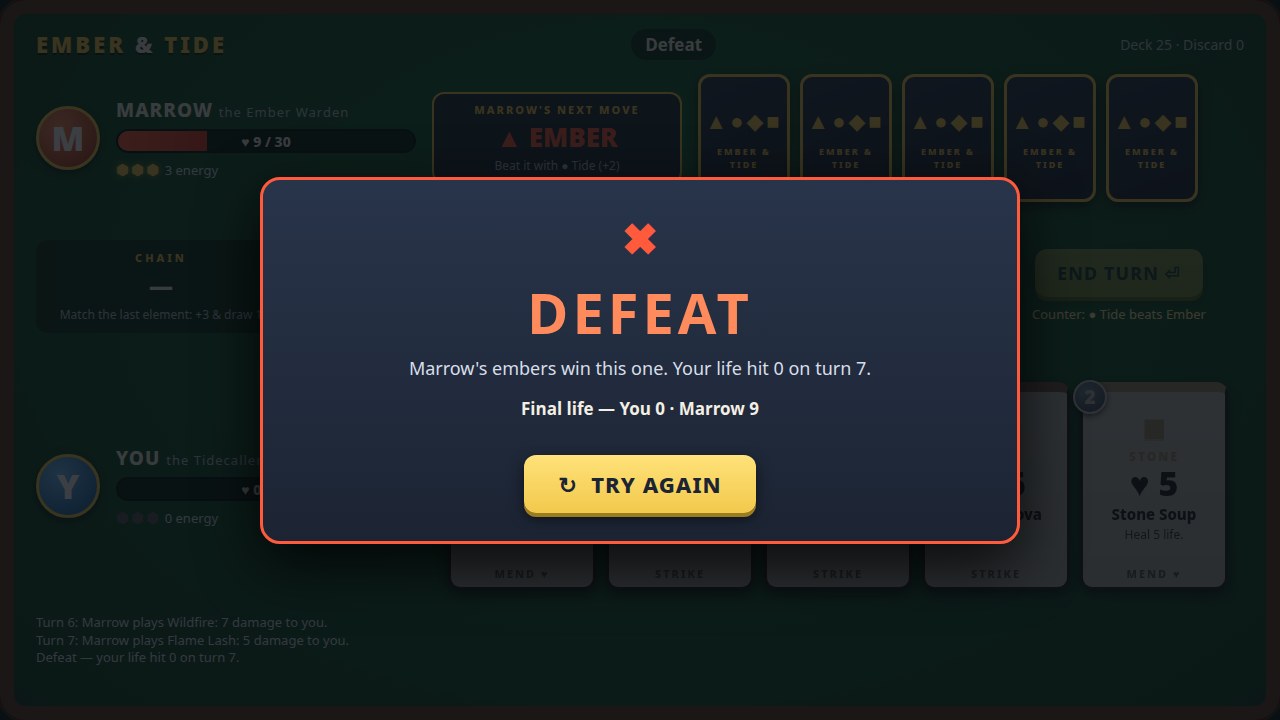 EMBER & TIDE
Defeat
Deck 25 · Discard 0
M
MARROW the Ember Warden
♥ 9 / 30
3 energy
MARROW'S NEXT MOVE
▲ EMBER
Beat it with ● Tide (+2)
▲ ● ◆ ■
EMBER &
TIDE
▲ ● ◆ ■
EMBER &
TIDE
▲ ● ◆ ■
EMBER &
TIDE
▲ ● ◆ ■
EMBER &
TIDE
▲ ● ◆ ■
EMBER &
TIDE
CHAIN
—
Match the last element: +3 & draw
END TURN ⏎
Counter: ● Tide beats Ember
✖
DEFEAT
Marrow's embers win this one. Your life hit 0 on turn 7.
Final life — You 0 · Marrow 9
↻ TRY AGAIN
Y
YOU the Tidecaller
♥ 0
0 energy
MEND ♥
STRIKE
STRIKE
STRIKE
2
STONE
♥ 5
Stone Soup
Heal 5 life.
MEND ♥
Turn 6: Marrow plays Wildfire: 7 damage to you.
Turn 7: Marrow plays Flame Lash: 5 damage to you.
Defeat — your life hit 0 on turn 7.